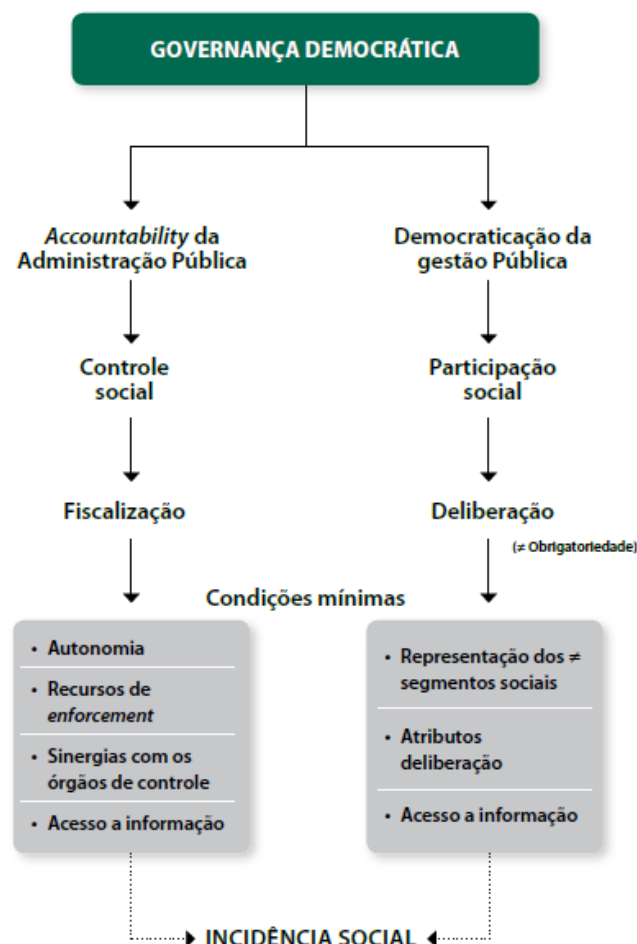 GOVERNANÇA DEMOCRÁTICA
Accountability da
Administração Pública
Democraticação da
gestão Pública
Controle
social
Participação
social
Fiscalização
Deliberação
(≠ Obrigatoriedade)
Condições mínimas
• Autonomia
• Recursos de
enforcement
• Sinergias com os
órgãos de controle
• Acesso a informação
• Representação dos ≠
segmentos sociais
• Atributos
deliberação
• Acesso a informação
INCIDÊNCIA SOCIAL